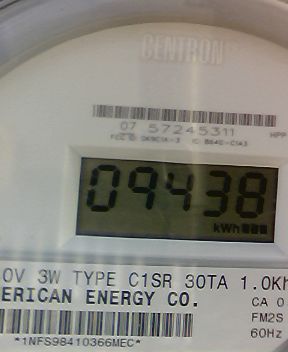 CENTRON
07 57245311
09438
kWh
0V 3W TYPE C1SR 30TA 1.0Kh
ERICAN ENERGY CO.
CA 0
FM2S
60Hz
*1NFS98410366MEC*